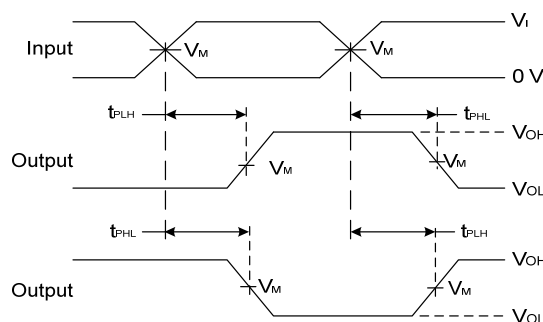 Input
VM
VM
VI
0 V
tPLH
tPHL
Output
VM
VM
VOH
VOL
tPHL
tPLH
Output
VM
VM
VOH
VOL